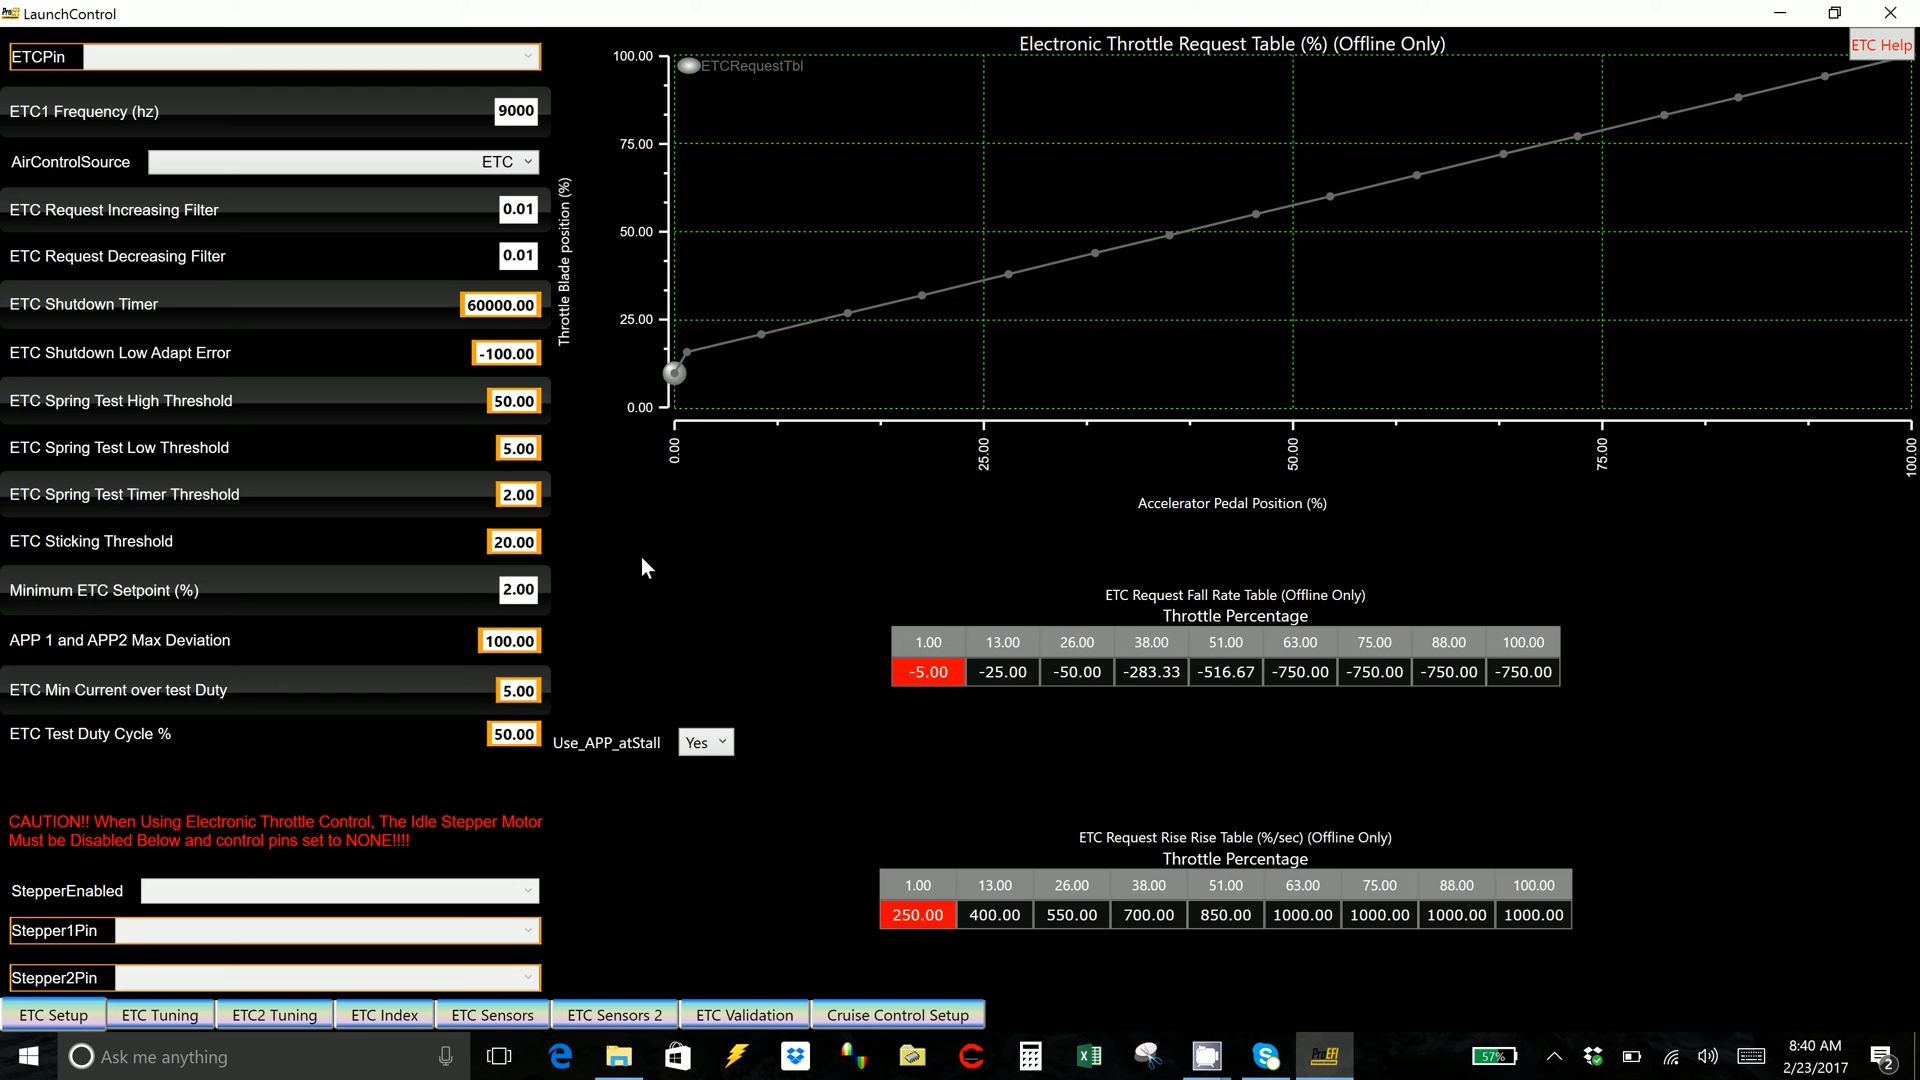 LaunchControl
ETCPin
ETC1 Frequency (hz) 9000
AirControlSource ETC
ETC Request Increasing Filter 0.01
ETC Request Decreasing Filter 0.01
ETC Shutdown Timer 60000.00
ETC Shutdown Low Adapt Error -100.00
ETC Spring Test High Threshold 50.00
ETC Spring Test Low Threshold 5.00
ETC Spring Test Timer Threshold 2.00
ETC Sticking Threshold 20.00
Minimum ETC Setpoint (%) 2.00
APP 1 and APP2 Max Deviation 100.00
ETC Min Current over test Duty 5.00
ETC Test Duty Cycle % 50.00
Use_APP_atStall Yes
CAUTION!! When Using Electronic Throttle Control, The Idle Stepper Motor
Must be Disabled Below and control pins set to NONE!!!!
StepperEnabled
Stepper1Pin
Stepper2Pin
Electronic Throttle Request Table (%) (Offline Only)
ETC Help
ETCRequestTbl
Throttle Blade position (%)
100.00
75.00
50.00
25.00
0.00
0.00 25.00 50.00 75.00 100.00
Accelerator Pedal Position (%)
ETC Request Fall Rate Table (Offline Only)
Throttle Percentage
1.00 13.00 26.00 38.00 51.00 63.00 75.00 88.00 100.00
-5.00 -25.00 -50.00 -283.33 -516.67 -750.00 -750.00 -750.00 -750.00
ETC Request Rise Rise Table (%/sec) (Offline Only)
Throttle Percentage
1.00 13.00 26.00 38.00 51.00 63.00 75.00 88.00 100.00
250.00 400.00 550.00 700.00 850.00 1000.00 1000.00 1000.00 1000.00
ETC Setup ETC Tuning ETC2 Tuning ETC Index ETC Sensors ETC Sensors 2 ETC Validation Cruise Control Setup
Ask me anything
ProEFI
57%
8:40 AM
2/23/2017
2